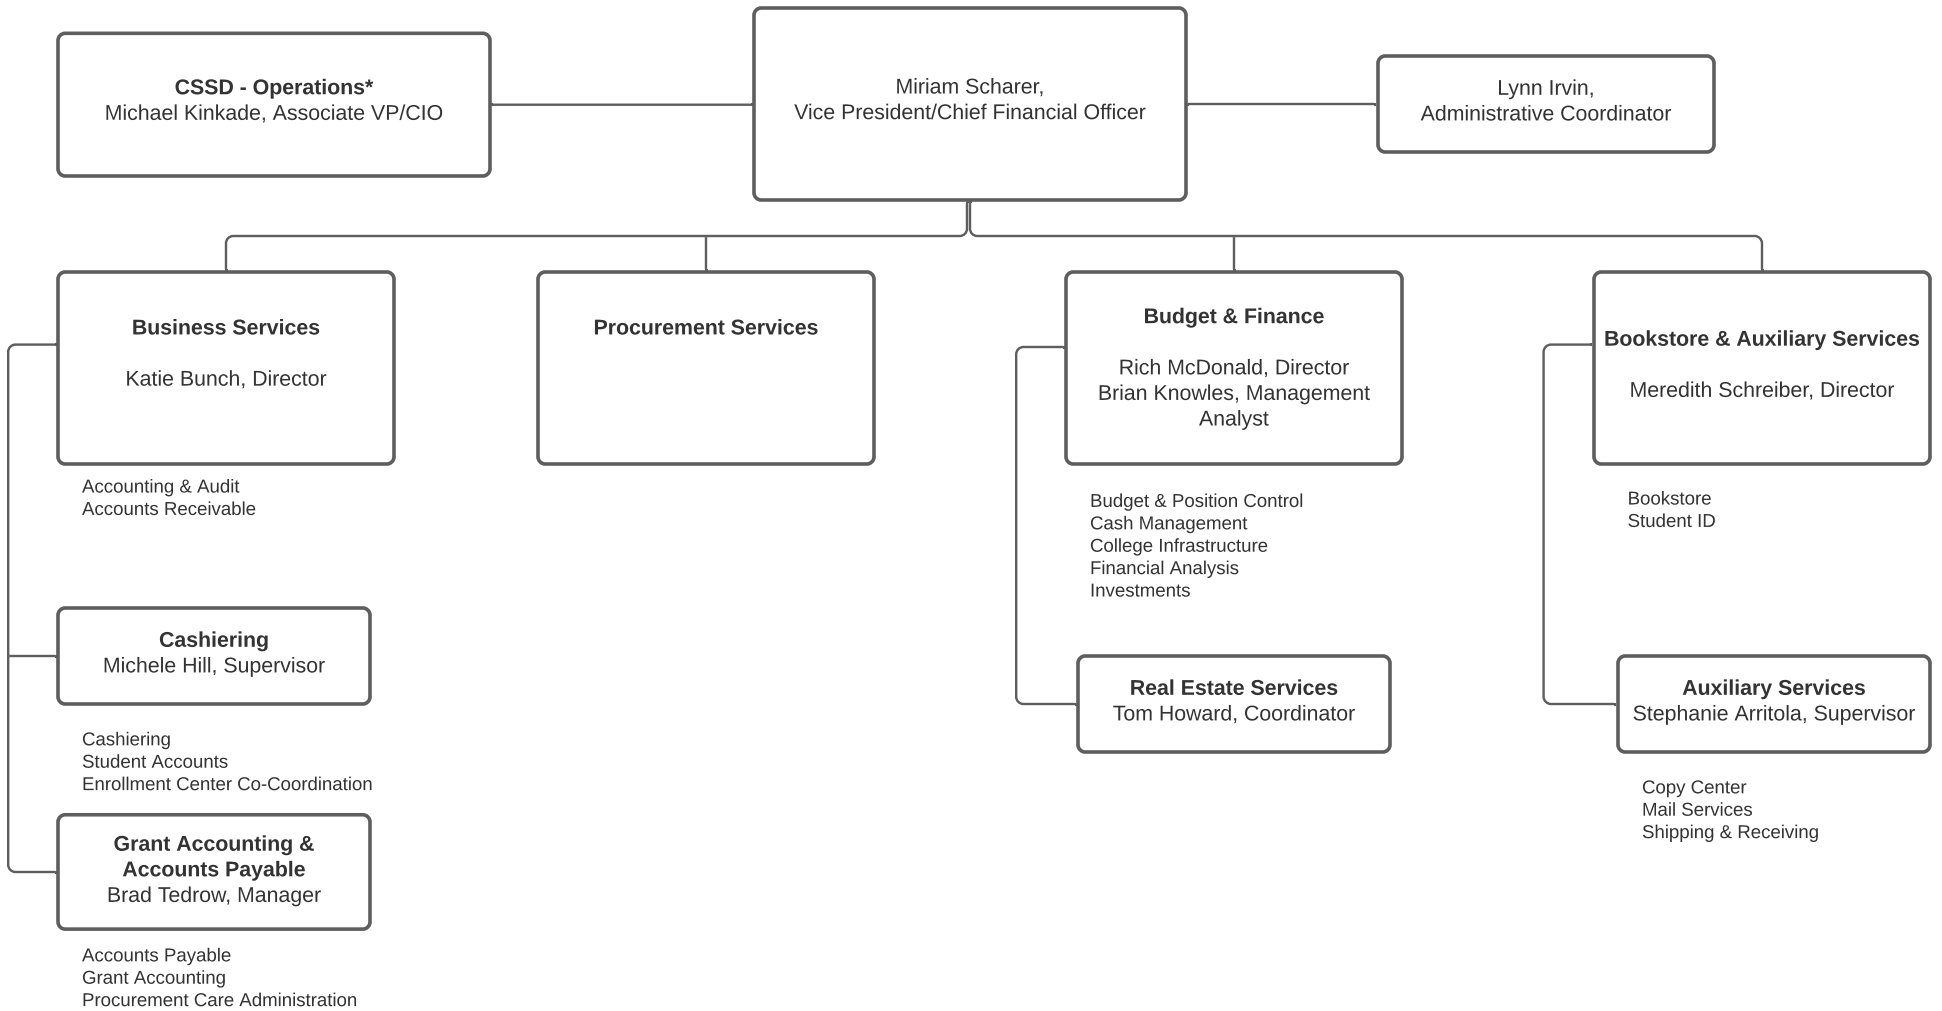 CSSD - Operations*
Michael Kinkade, Associate VP/CIO
Miriam Scharer,
Vice President/Chief Financial Officer
Lynn Irvin,
Administrative Coordinator
Business Services
Katie Bunch, Director
Accounting & Audit
Accounts Receivable
Cashiering
Michele Hill, Supervisor
Cashiering
Student Accounts
Enrollment Center Co-Coordination
Grant Accounting &
Accounts Payable
Brad Tedrow, Manager
Accounts Payable
Grant Accounting
Procurement Care Administration
Procurement Services
Budget & Finance
Rich McDonald, Director
Brian Knowles, Management
Analyst
Budget & Position Control
Cash Management
College Infrastructure
Financial Analysis
Investments
Real Estate Services
Tom Howard, Coordinator
Bookstore & Auxiliary Services
Meredith Schreiber, Director
Bookstore
Student ID
Auxiliary Services
Stephanie Arritola, Supervisor
Copy Center
Mail Services
Shipping & Receiving